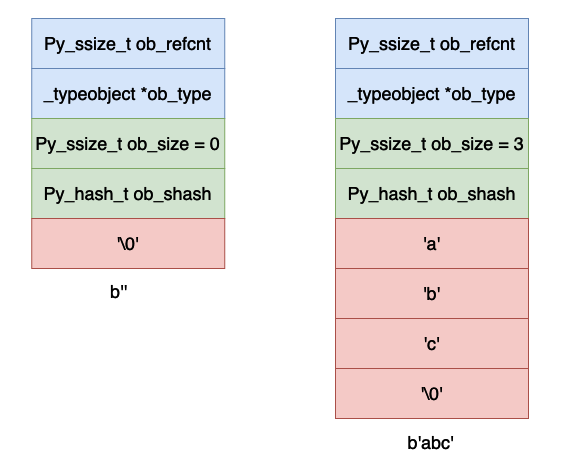 Py_ssize_t ob_refcnt
_typeobject *ob_type
Py_ssize_t ob_size = 0
Py_hash_t ob_shash
'\0'
b''
Py_ssize_t ob_refcnt
_typeobject *ob_type
Py_ssize_t ob_size = 3
Py_hash_t ob_shash
'a'
'b'
'c'
'\0'
b'abc'